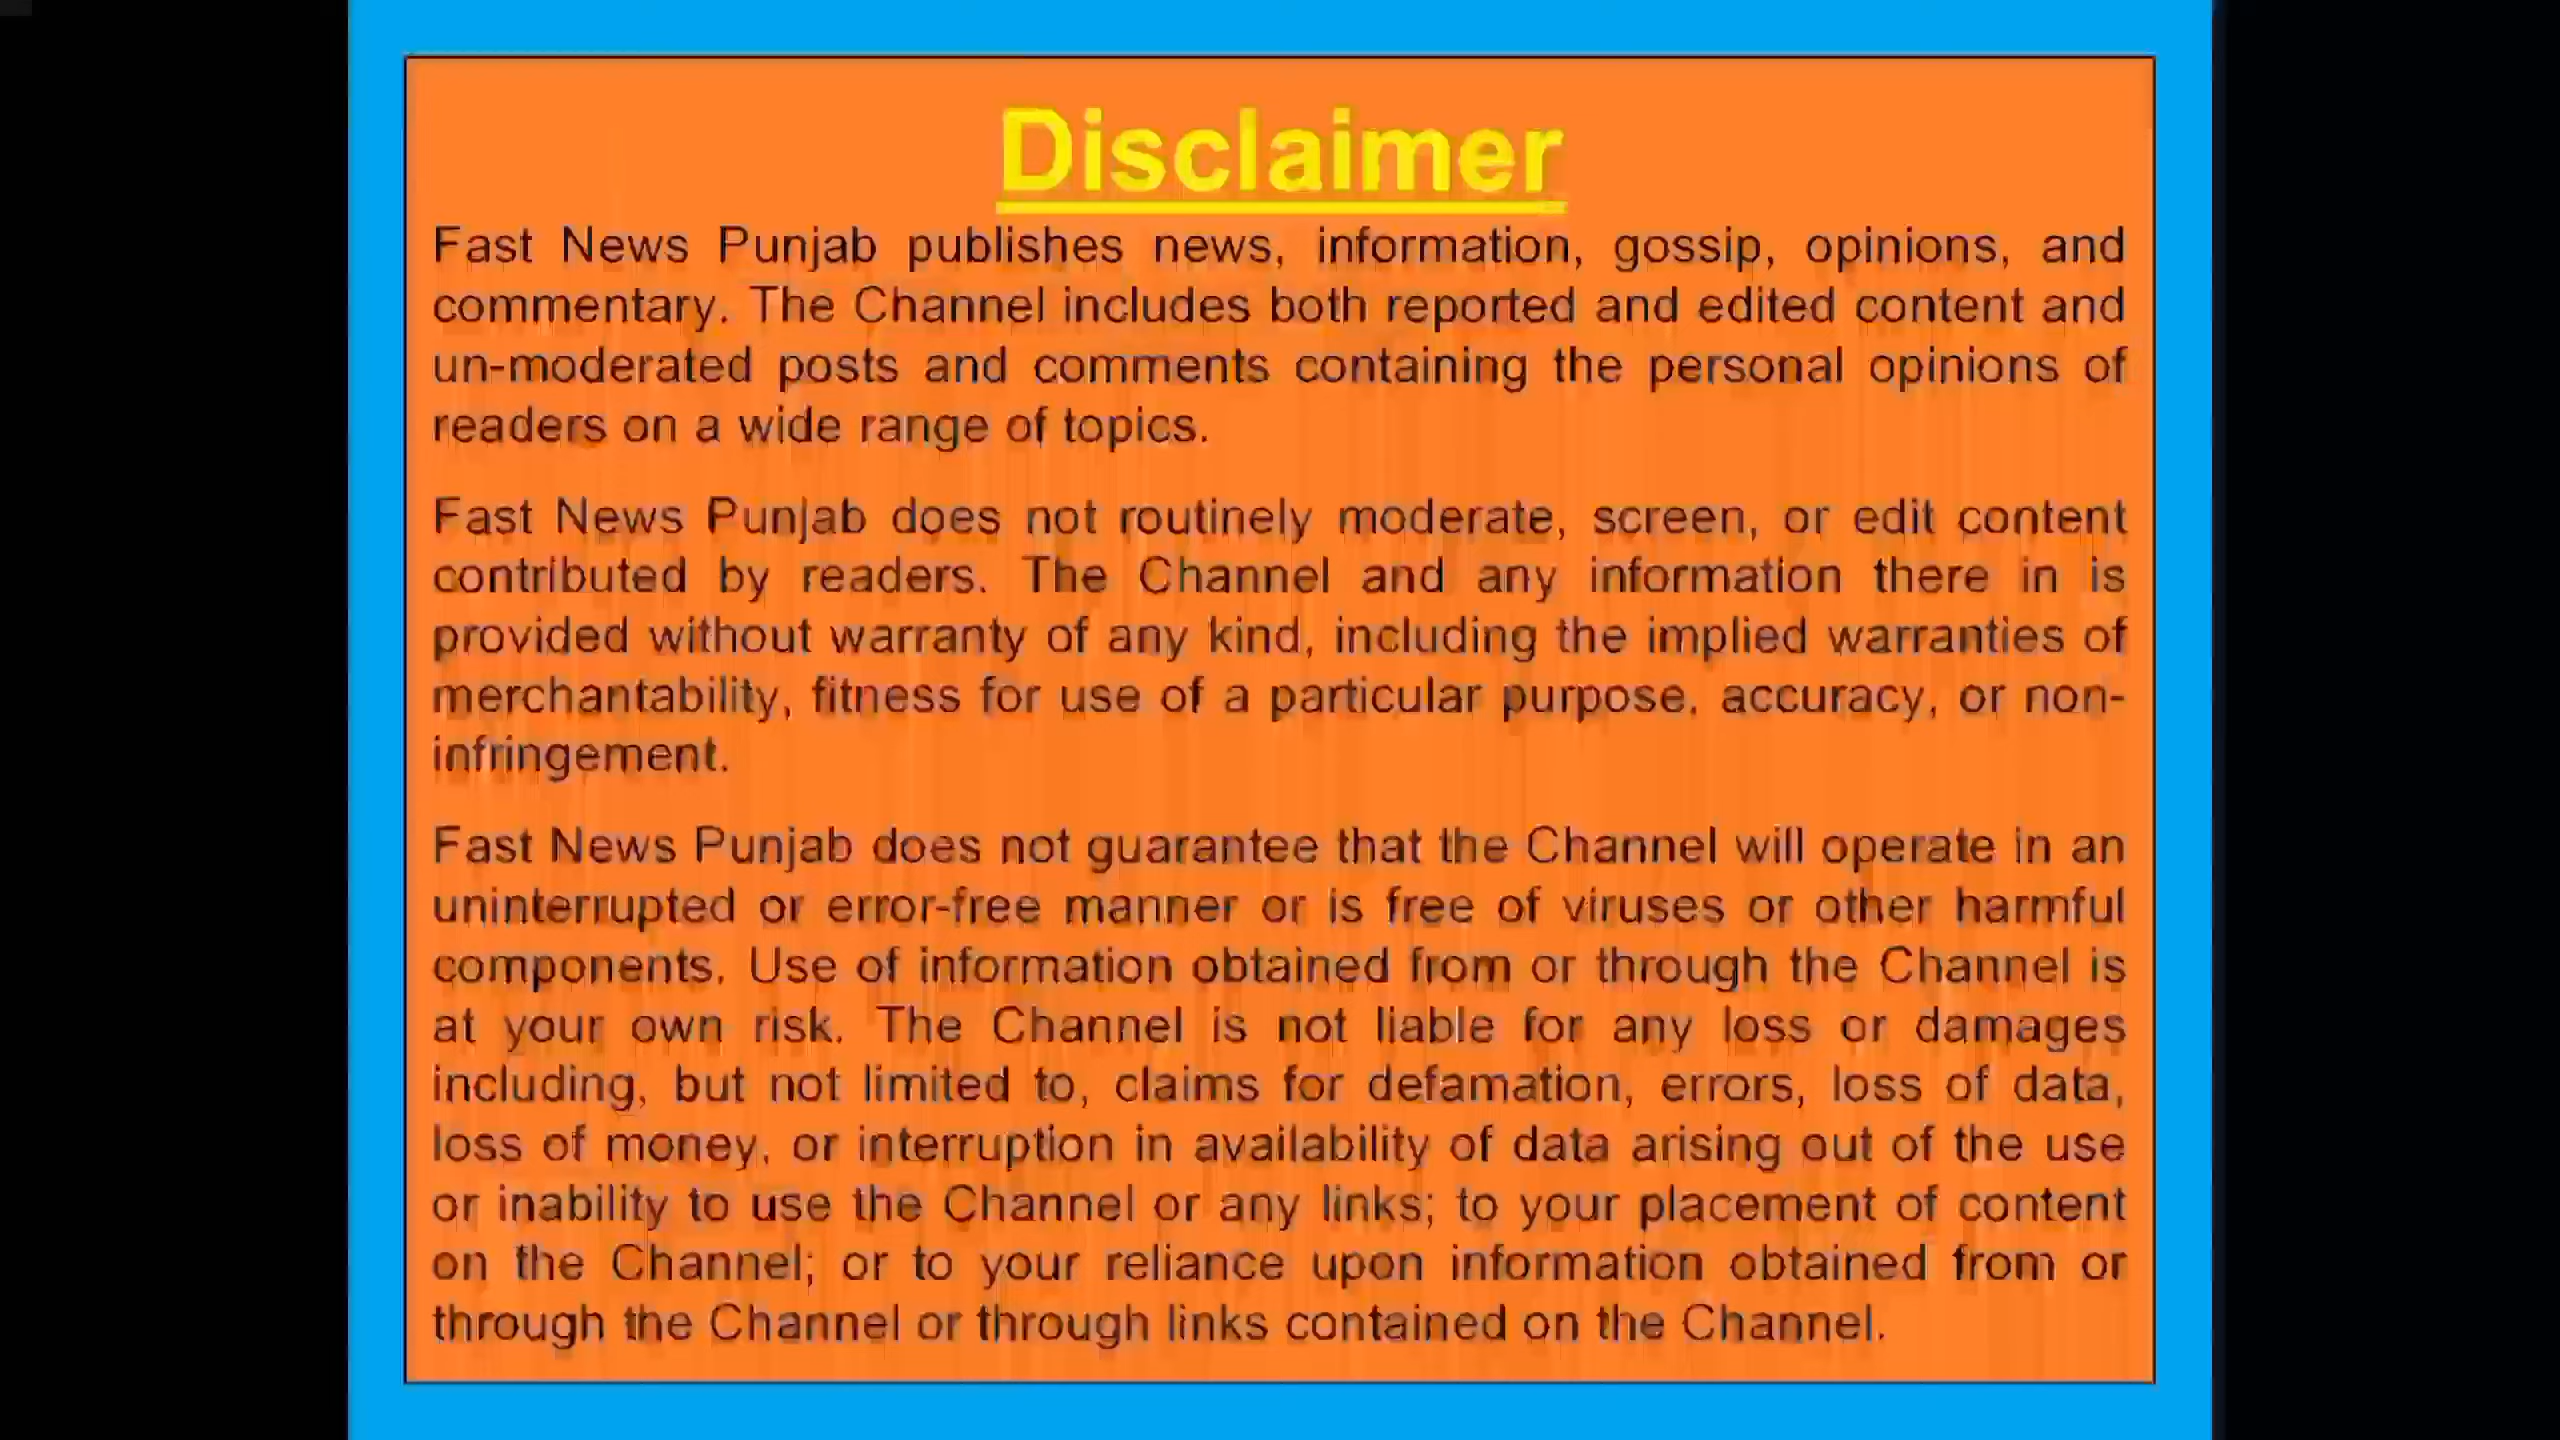 Disclaimer
Fast News Punjab publishes news, information, gossip, opinions, and
commentary. The Channel includes both reported and edited content and
un-moderated posts and comments containing the personal opinions of
readers on a wide range of topics.
Fast News Punjab does not routinely moderate, screen, or edit content
contributed by readers. The Channel and any information there in is
provided without warranty of any kind, including the implied warranties of
merchantability, fitness for use of a particular purpose, accuracy, or non-
infringement.
Fast News Punjab does not guarantee that the Channel will operate in an
uninterrupted or error-free manner or is free of viruses or other harmful
components. Use of information obtained from or through the Channel is
at your own risk. The Channel is not liable for any loss or damages
including, but not limited to, claims for defamation, errors, loss of data,
loss of money, or interruption in availability of data arising out of the use
or inability to use the Channel or any links; to your placement of content
on the Channel; or to your reliance upon information obtained from or
through the Channel or through links contained on the Channel.